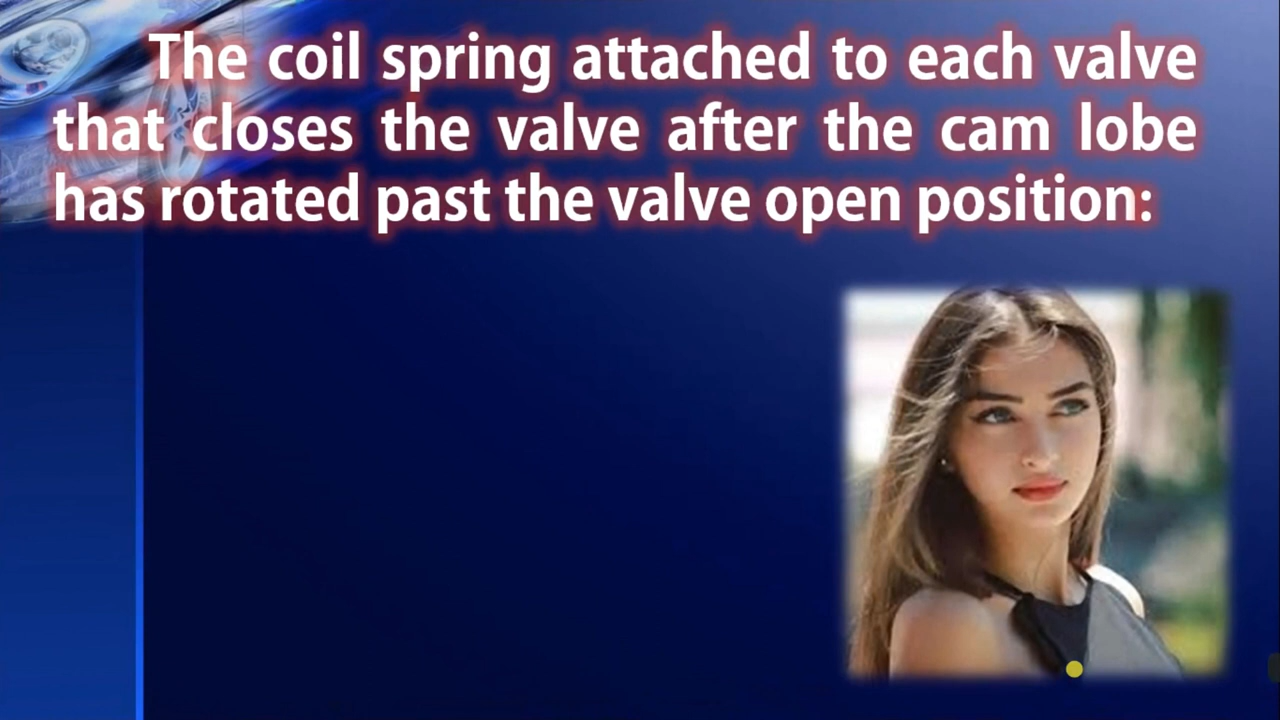 The coil spring attached to each valve
that closes the valve after the cam lobe
has rotated past the valve open position: